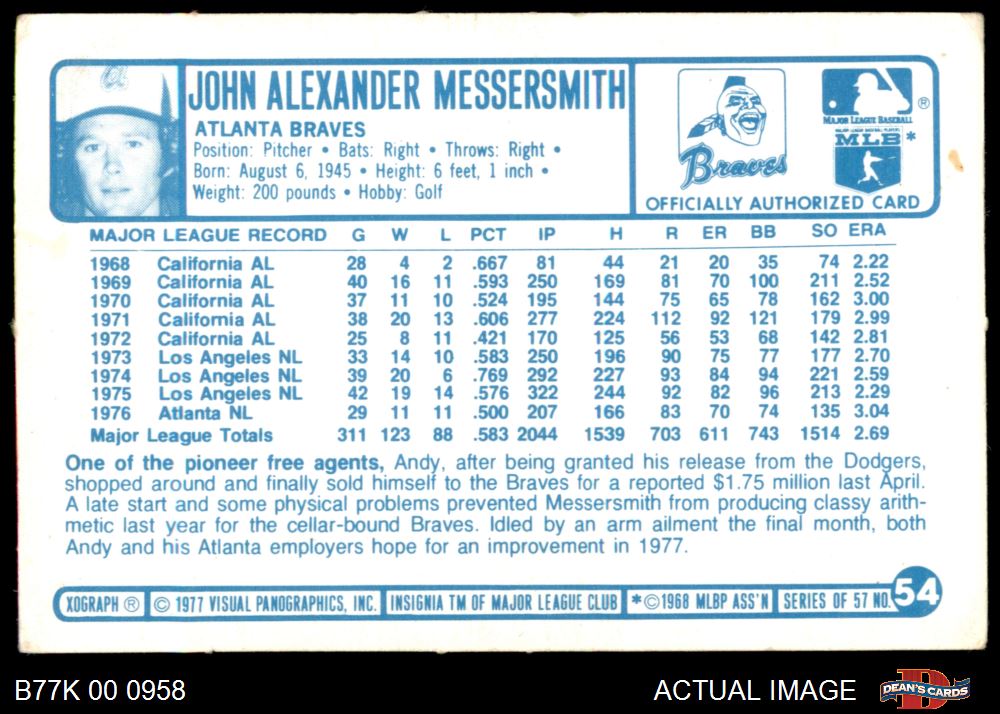 JOHN ALEXANDER MESSERSMITH
ATLANTA BRAVES
Position: Pitcher • Bats: Right • Throws: Right •
Born: August 6, 1945 • Height: 6 feet, 1 inch •
Weight: 200 pounds • Hobby: Golf
Braves
MAJOR LEAGUE BASEBALL ®
MAJOR LEAGUE BASEBALL PLAYERS
MLB *
OFFICIALLY AUTHORIZED CARD
MAJOR LEAGUE RECORD G W L PCT IP H R ER BB SO ERA
1968 California AL 28 4 2 .667 81 44 21 20 35 74 2.22
1969 California AL 40 16 11 .593 250 169 81 70 100 211 2.52
1970 California AL 37 11 10 .524 195 144 75 65 78 162 3.00
1971 California AL 38 20 13 .606 277 224 112 92 121 179 2.99
1972 California AL 25 8 11 .421 170 125 56 53 68 142 2.81
1973 Los Angeles NL 33 14 10 .583 250 196 90 75 77 177 2.70
1974 Los Angeles NL 39 20 6 .769 292 227 93 84 94 221 2.59
1975 Los Angeles NL 42 19 14 .576 322 244 92 82 96 213 2.29
1976 Atlanta NL 29 11 11 .500 207 166 83 70 74 135 3.04
Major League Totals 311 123 88 .583 2044 1539 703 611 743 1514 2.69
One of the pioneer free agents, Andy, after being granted his release from the Dodgers,
shopped around and finally sold himself to the Braves for a reported $1.75 million last April.
A late start and some physical problems prevented Messersmith from producing classy arith-
metic last year for the cellar-bound Braves. Idled by an arm ailment the final month, both
Andy and his Atlanta employers hope for an improvement in 1977.
XOGRAPH ® © 1977 VISUAL PANOGRAPHICS, INC. INSIGNIA TM OF MAJOR LEAGUE CLUB *©1968 MLBP ASS'N SERIES OF 57 NO. 54
B77K 00 0958
ACTUAL IMAGE
DEAN'S CARDS